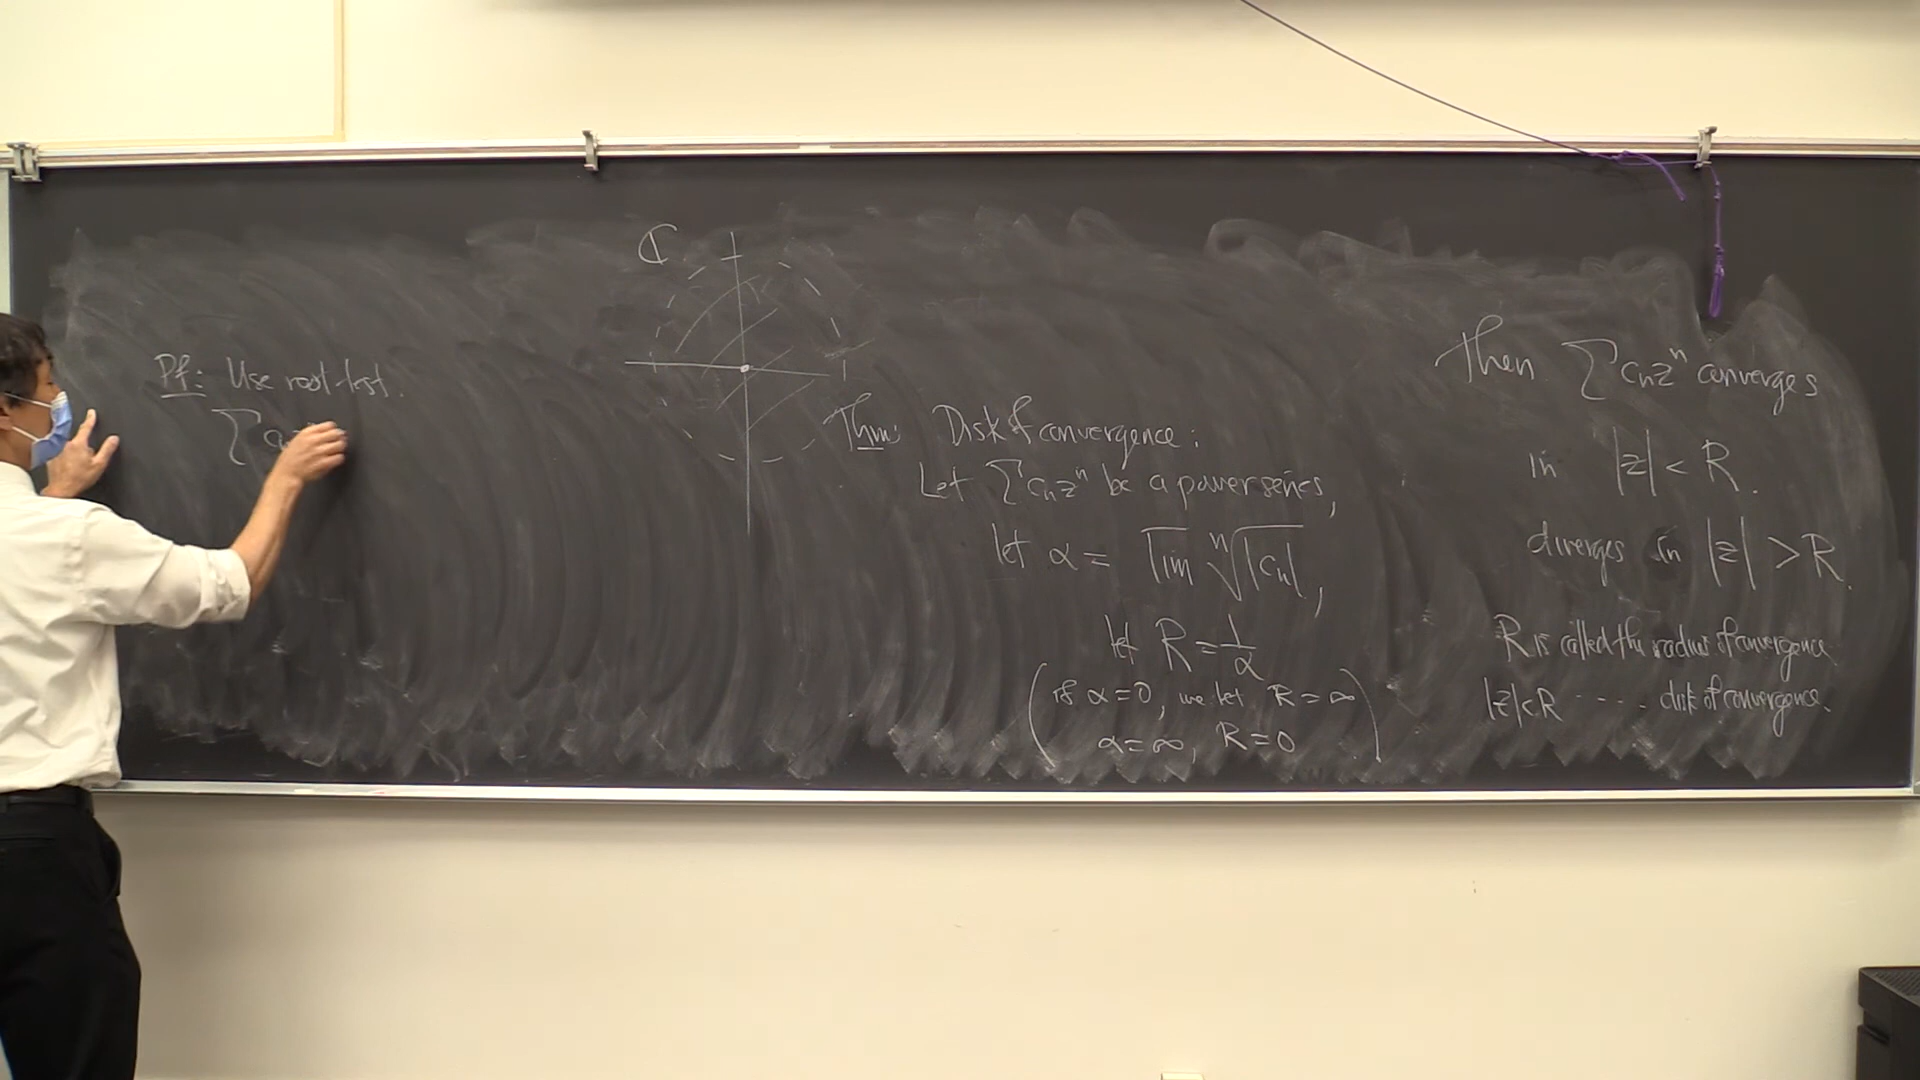 Pf: Use root test.
∑
ℂ
Thm: Disk of convergence:
Let ∑ cₙzⁿ be a power series,
let α = lim‾ ⁿ√|cₙ|,
let R = 1/α
(if α=0, we let R=∞
α=∞, R=0)
Then ∑ cₙzⁿ converges
in |z| < R.
diverges in |z| > R.
R is called the radius of convergence.
|z|<R ---- disk of convergence.